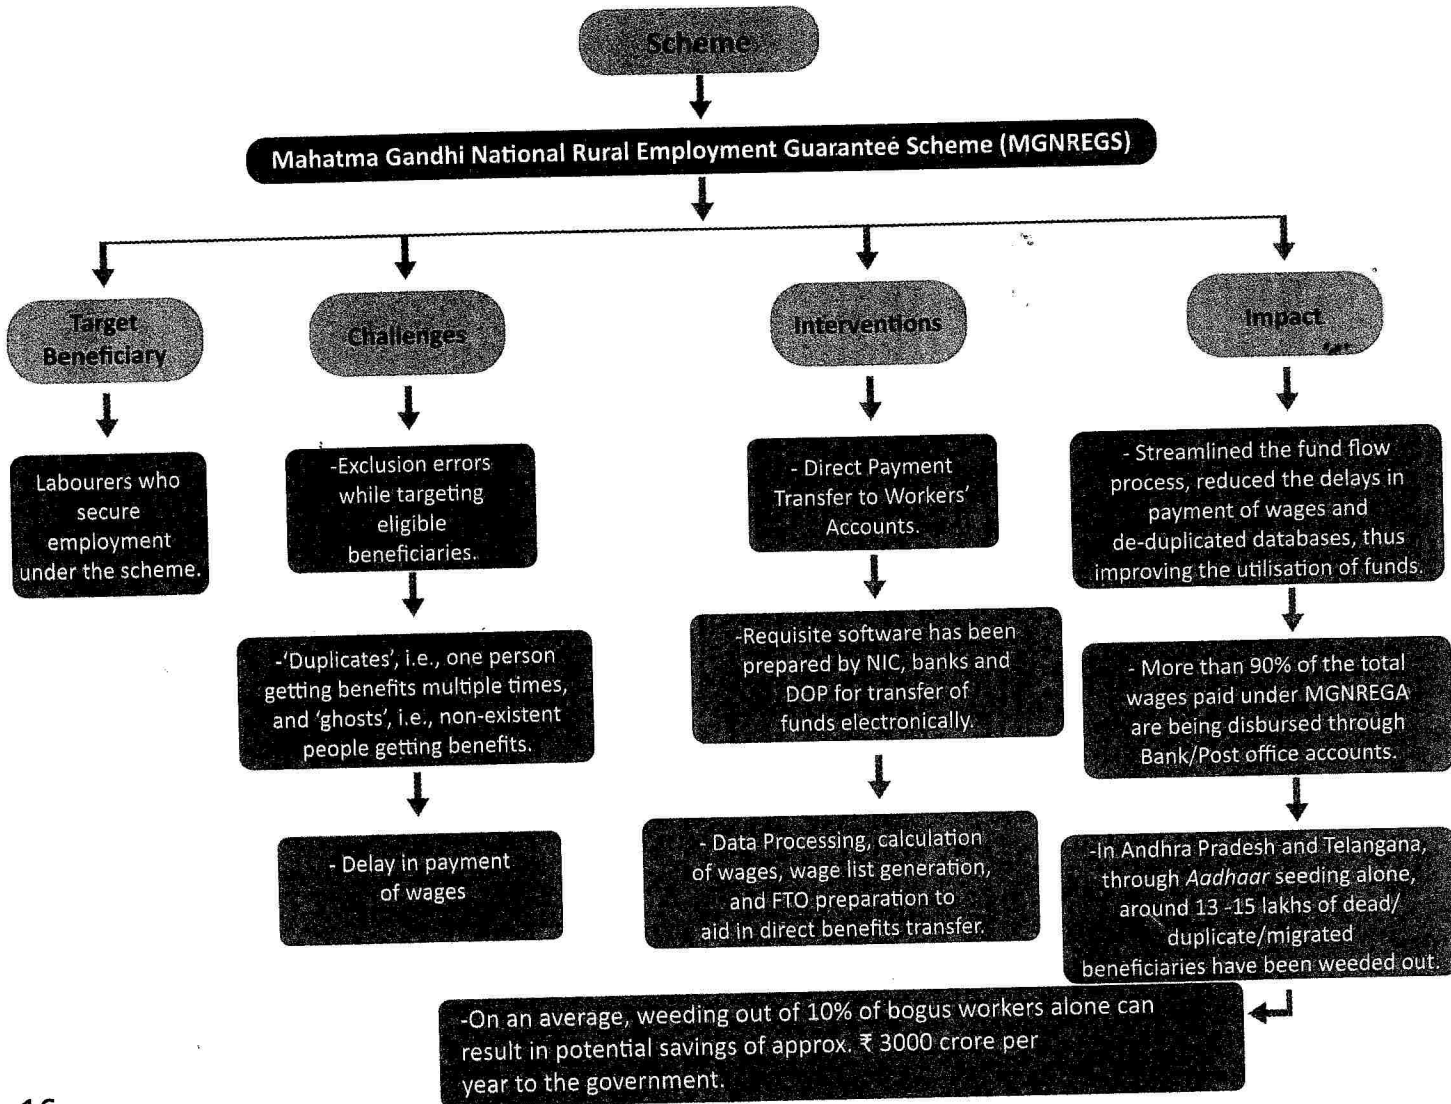 Scheme
Mahatma Gandhi National Rural Employment Guarantee Scheme (MGNREGS)
Target
Beneficiary
Labourers who
secure
employment
under the scheme.
Challenges
-Exclusion errors
while targeting
eligible
beneficiaries.
-‘Duplicates’, i.e., one person
getting benefits multiple times,
and ‘ghosts’, i.e., non-existent
people getting benefits.
- Delay in payment
of wages
Interventions
- Direct Payment
Transfer to Workers’
Accounts.
-Requisite software has been
prepared by NIC, banks and
DOP for transfer of
funds electronically.
- Data Processing, calculation
of wages, wage list generation,
and FTO preparation to
aid in direct benefits transfer.
Impact
- Streamlined the fund flow
process, reduced the delays in
payment of wages and
de-duplicated databases, thus
improving the utilisation of funds.
- More than 90% of the total
wages paid under MGNREGA
are being disbursed through
Bank/Post office accounts.
-In Andhra Pradesh and Telangana,
through Aadhaar seeding alone,
around 13 -15 lakhs of dead/
duplicate/migrated
beneficiaries have been weeded out.
-On an average, weeding out of 10% of bogus workers alone can
result in potential savings of approx. ₹ 3000 crore per
year to the government.